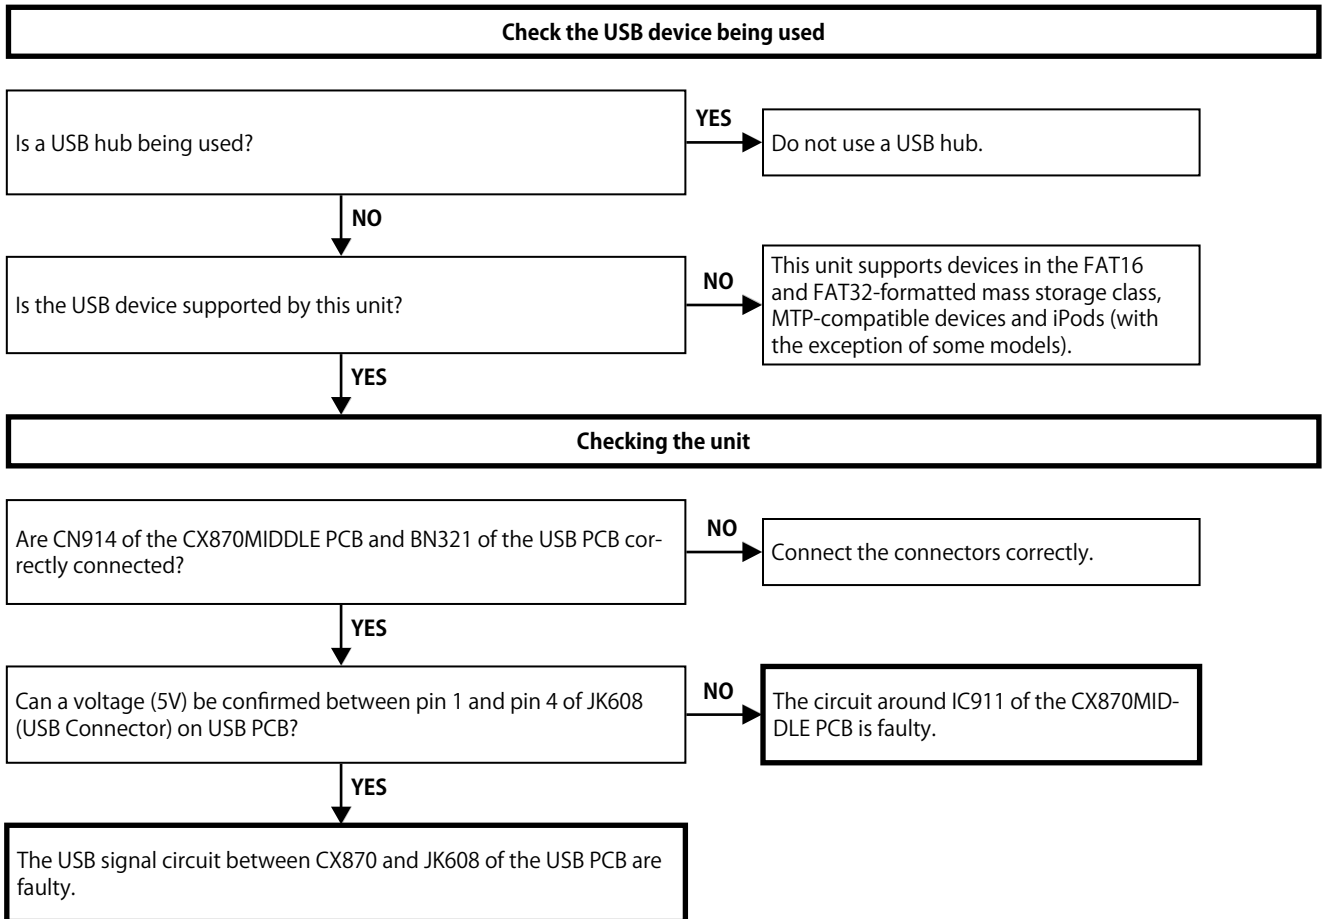 Check the USB device being used
Is a USB hub being used?
YES
Do not use a USB hub.
NO
Is the USB device supported by this unit?
NO
This unit supports devices in the FAT16
and FAT32-formatted mass storage class,
MTP-compatible devices and iPods (with
the exception of some models).
YES
Checking the unit
Are CN914 of the CX870MIDDLE PCB and BN321 of the USB PCB cor-
rectly connected?
NO
Connect the connectors correctly.
YES
Can a voltage (5V) be confirmed between pin 1 and pin 4 of JK608
(USB Connector) on USB PCB?
NO
The circuit around IC911 of the CX870MID-
DLE PCB is faulty.
YES
The USB signal circuit between CX870 and JK608 of the USB PCB are
faulty.